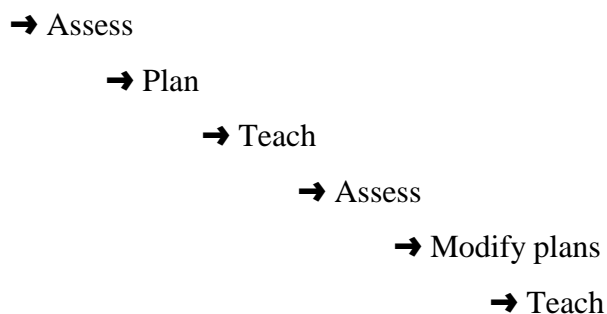 ➞ Assess
➞ Plan
➞ Teach
➞ Assess
➞ Modify plans
➞ Teach